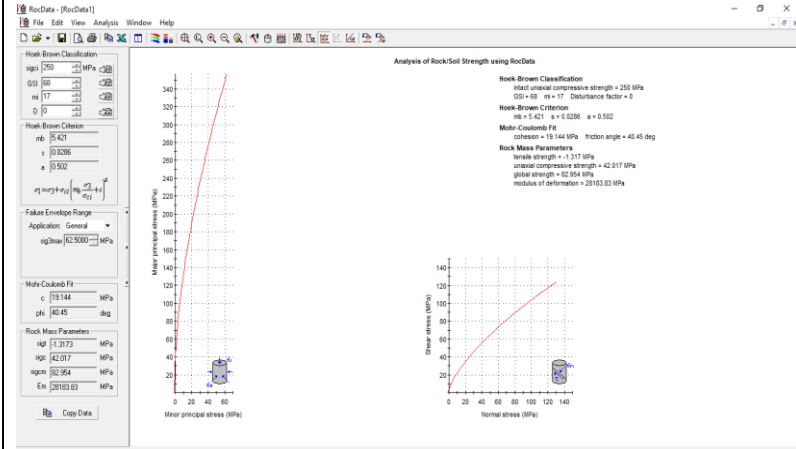 RocData - [RocData1]
File Edit View Analysis Window Help
Hoek-Brown Classification
sigci 250 MPa
GSI 68
mi 17
D 0
Hoek-Brown Criterion
mb 5.421
s 0.0286
a 0.502
σ1=σ3+σci(mb σ3/σci +s)^a
Failure Envelope Range
Application: General
sig3max 62.5000 MPa
Mohr-Coulomb Fit
c 19.144 MPa
phi 40.45 deg
Rock Mass Parameters
sigt -1.3173 MPa
sigc 42.017 MPa
sigcm 82.954 MPa
Em 28183.83 MPa
Copy Data
Analysis of Rock/Soil Strength using RocData
Hoek-Brown Classification
intact uniaxial compressive strength = 250 MPa
GSI = 68 mi = 17 Disturbance factor = 0
Hoek-Brown Criterion
mb = 5.421 s = 0.0286 a = 0.502
Mohr-Coulomb Fit
cohesion = 19.144 MPa friction angle = 40.45 deg
Rock Mass Parameters
tensile strength = -1.317 MPa
uniaxial compressive strength = 42.017 MPa
global strength = 82.954 MPa
modulus of deformation = 28183.83 MPa
Major principal stress (MPa)
340
320
300
280
260
240
220
200
180
160
140
120
100
80
60
40
20
0 20 40 60
Minor principal stress (MPa)
Shear stress (MPa)
140
120
100
80
60
40
20
0 20 40 60 80 100 120 140
Normal stress (MPa)